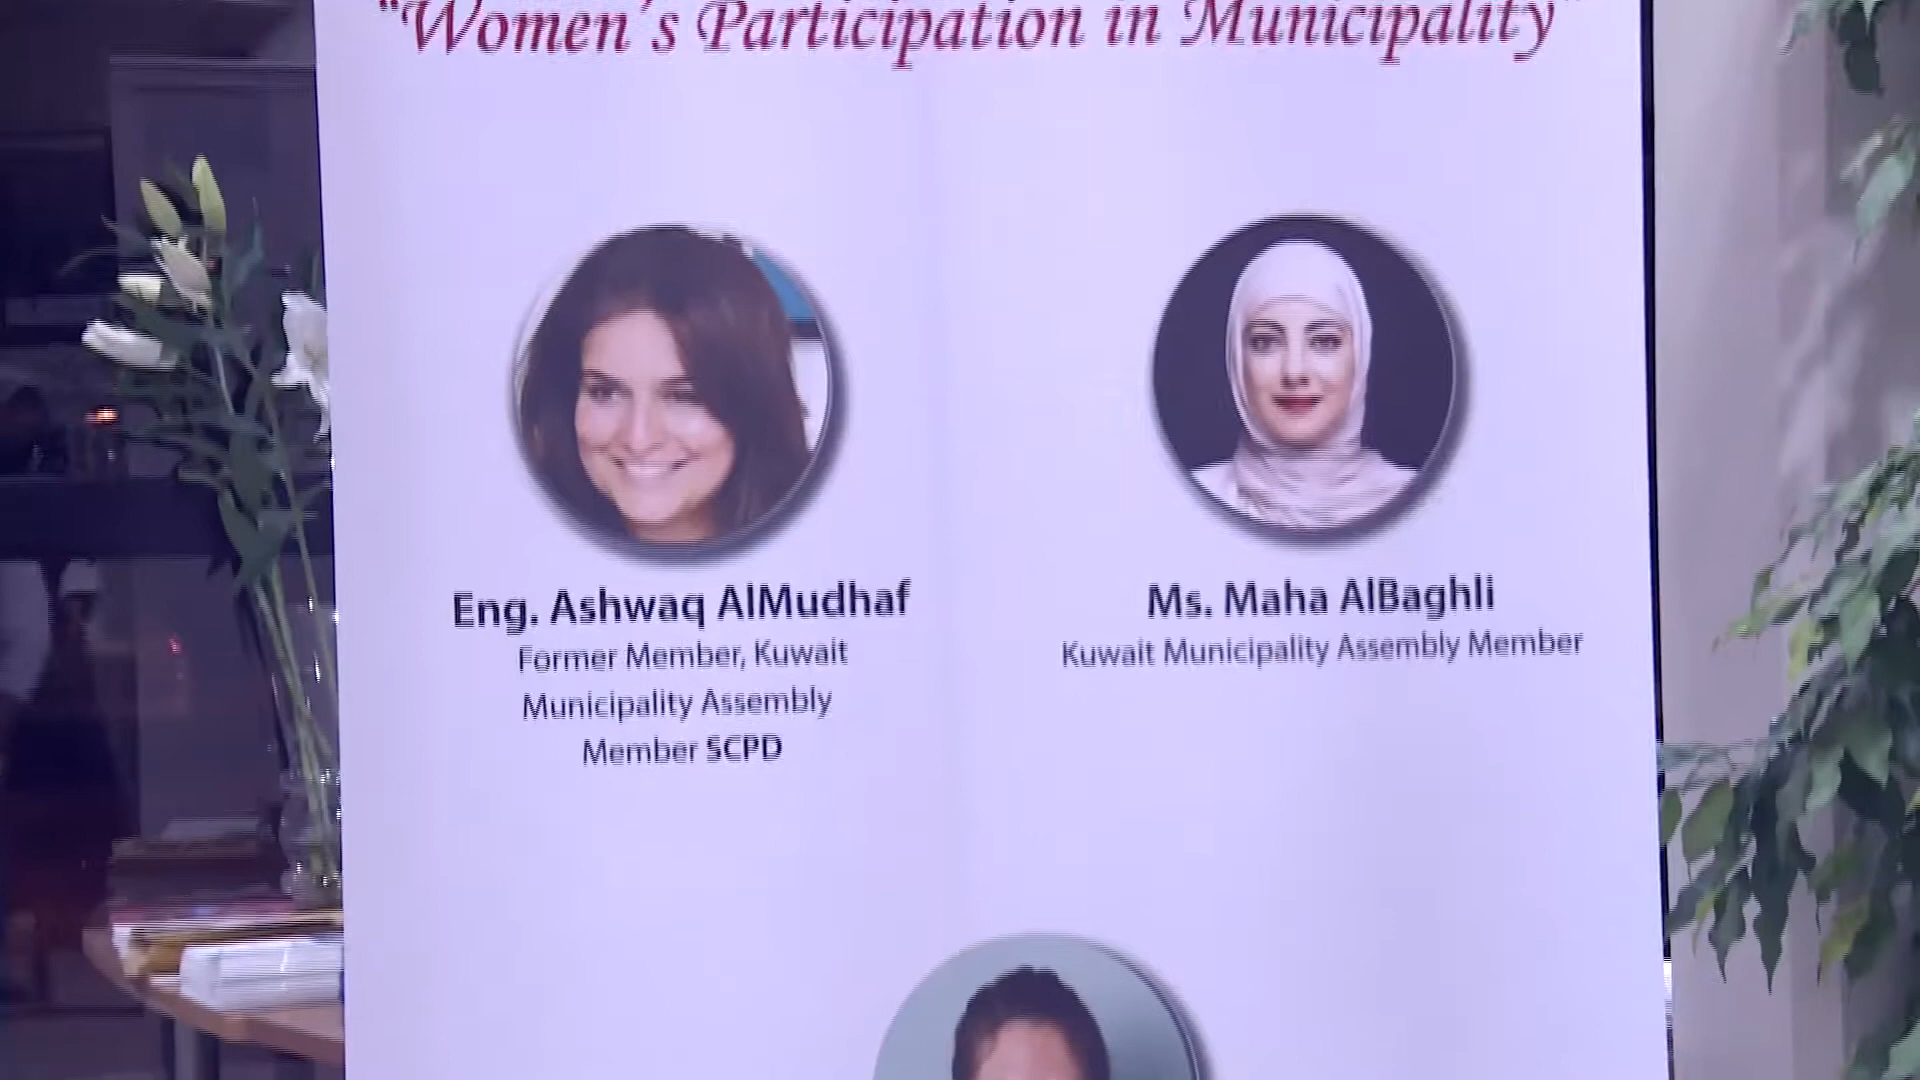 "Women's Participation in Municipality"
Eng. Ashwaq AlMudhaf
Former Member, Kuwait
Municipality Assembly
Member SCPD
Ms. Maha AlBaghli
Kuwait Municipality Assembly Member